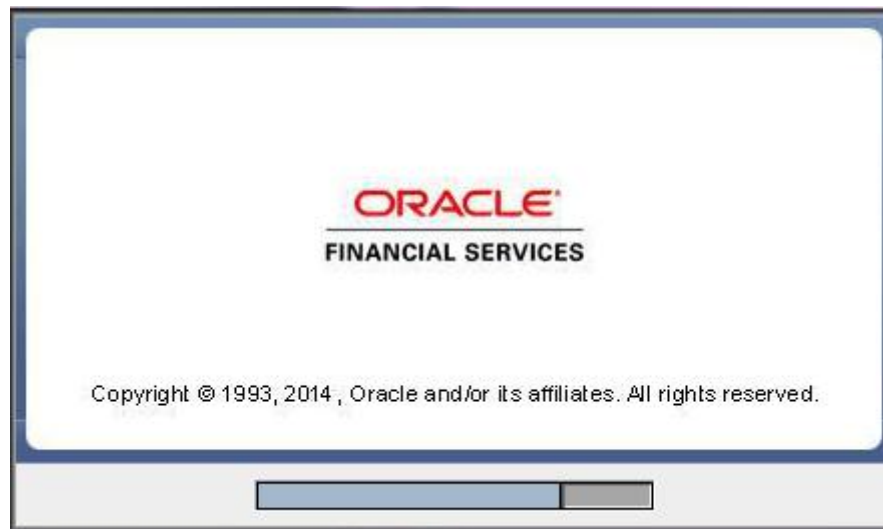 ORACLE®
FINANCIAL SERVICES
Copyright © 1993, 2014 , Oracle and/or its affiliates. All rights reserved.